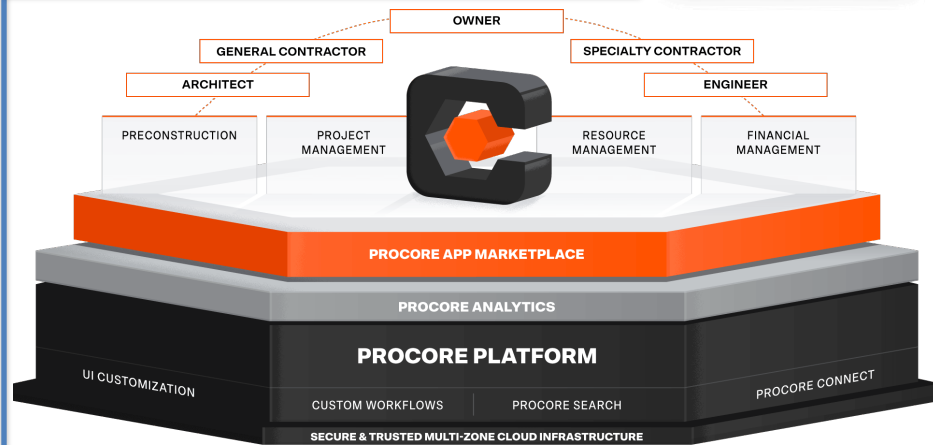 OWNER
GENERAL CONTRACTOR
SPECIALTY CONTRACTOR
ARCHITECT
ENGINEER
PRECONSTRUCTION
PROJECT
MANAGEMENT
RESOURCE
MANAGEMENT
FINANCIAL
MANAGEMENT
PROCORE APP MARKETPLACE
PROCORE ANALYTICS
PROCORE PLATFORM
UI CUSTOMIZATION
CUSTOM WORKFLOWS
PROCORE SEARCH
PROCORE CONNECT
SECURE & TRUSTED MULTI-ZONE CLOUD INFRASTRUCTURE